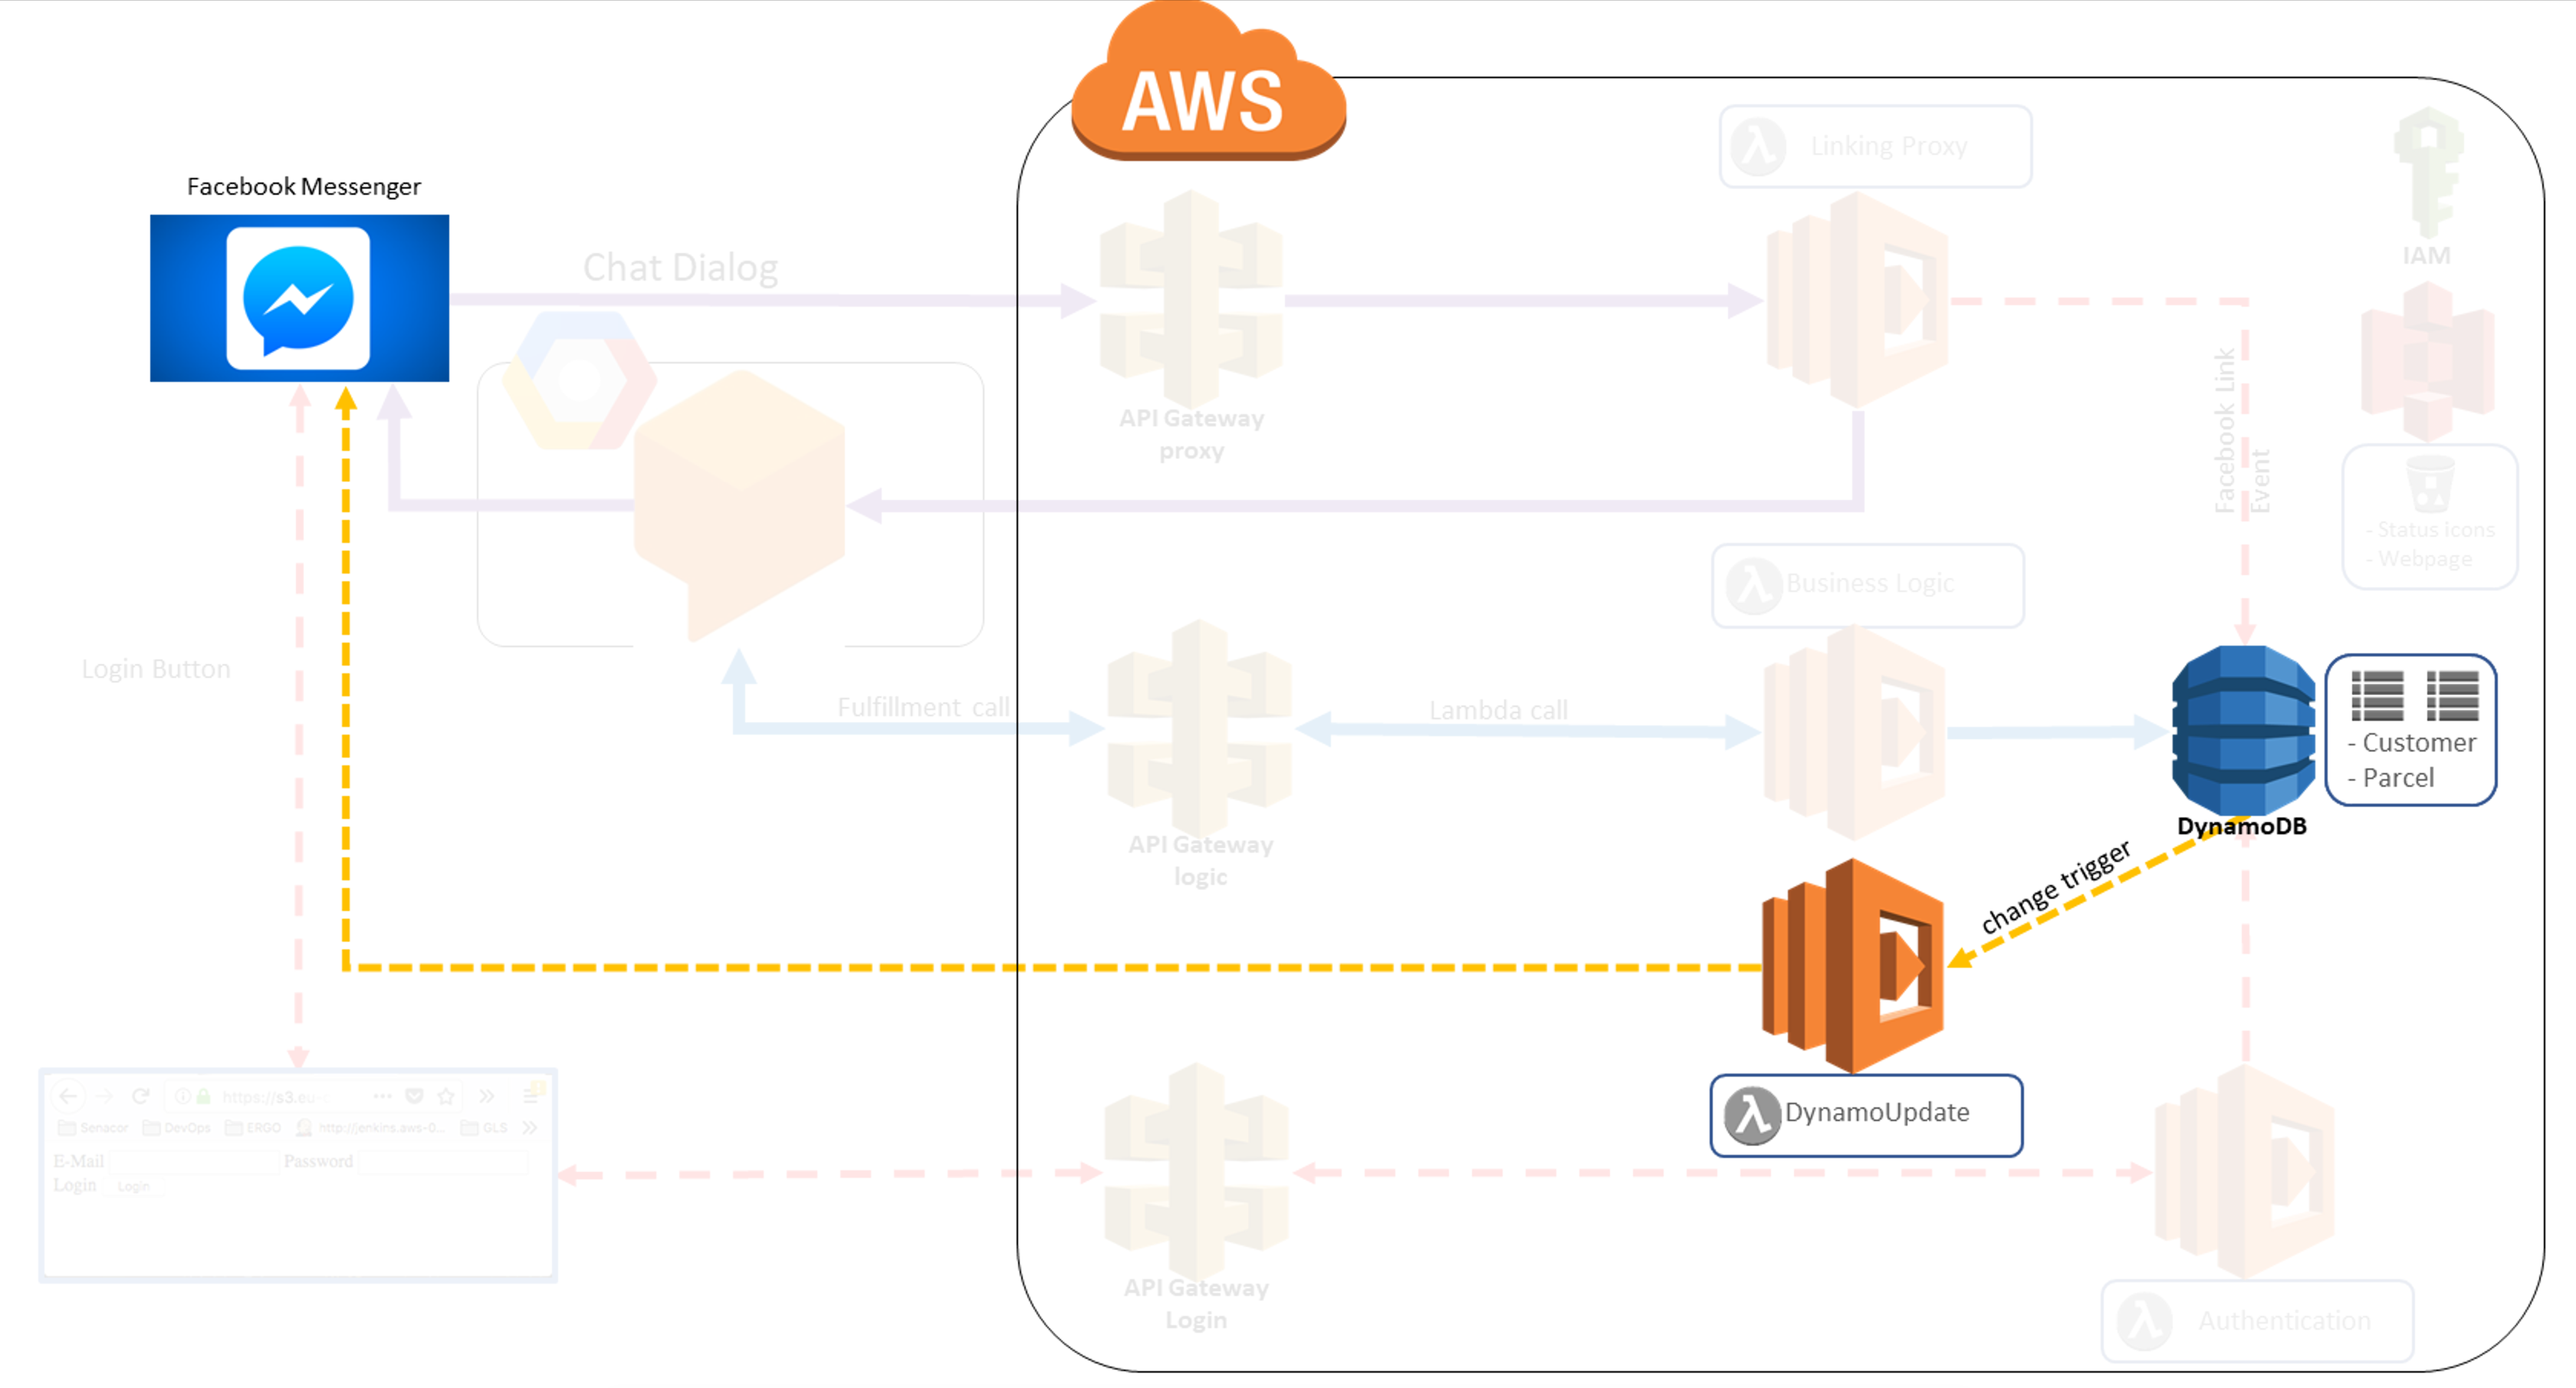 AWS
Linking Proxy
Facebook Messenger
Chat Dialog
IAM
API Gateway
proxy
Facebook Link
Event
- Status icons
- Webpage
Business Logic
Login Button
Fulfillment call
Lambda call
- Customer
- Parcel
DynamoDB
API Gateway
logic
change trigger
DynamoUpdate
https://s3.eu-
Senacor DevOps ERGO http://jenkins.aws-0... GLS
E-Mail Password
Login Login
API Gateway
Login
Authentication